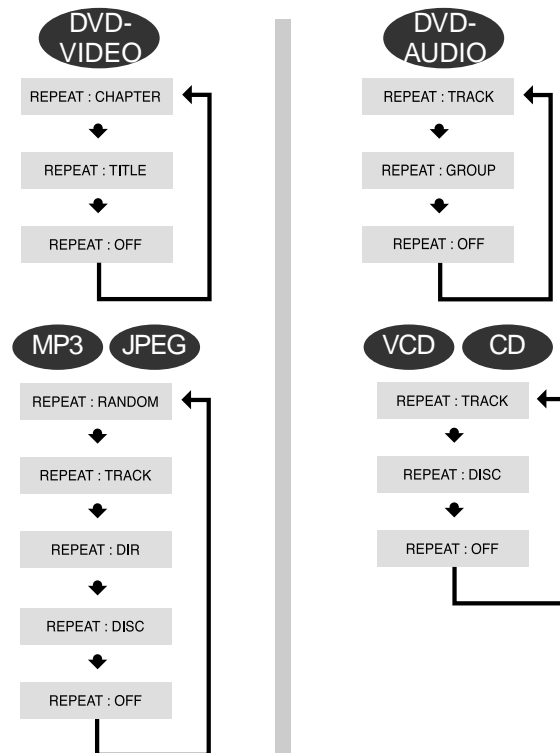 DVD-
VIDEO
REPEAT : CHAPTER
REPEAT : TITLE
REPEAT : OFF
DVD-
AUDIO
REPEAT : TRACK
REPEAT : GROUP
REPEAT : OFF
MP3 JPEG
REPEAT : RANDOM
REPEAT : TRACK
REPEAT : DIR
REPEAT : DISC
REPEAT : OFF
VCD CD
REPEAT : TRACK
REPEAT : DISC
REPEAT : OFF